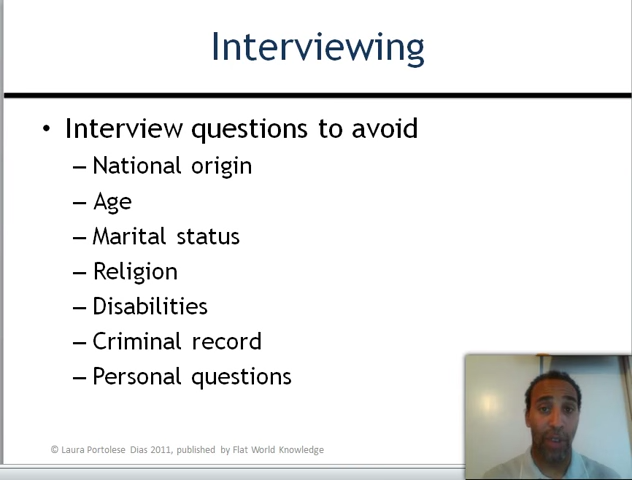 Interviewing
• Interview questions to avoid
– National origin
– Age
– Marital status
– Religion
– Disabilities
– Criminal record
– Personal questions
© Laura Portolese Dias 2011, published by Flat World Knowledge